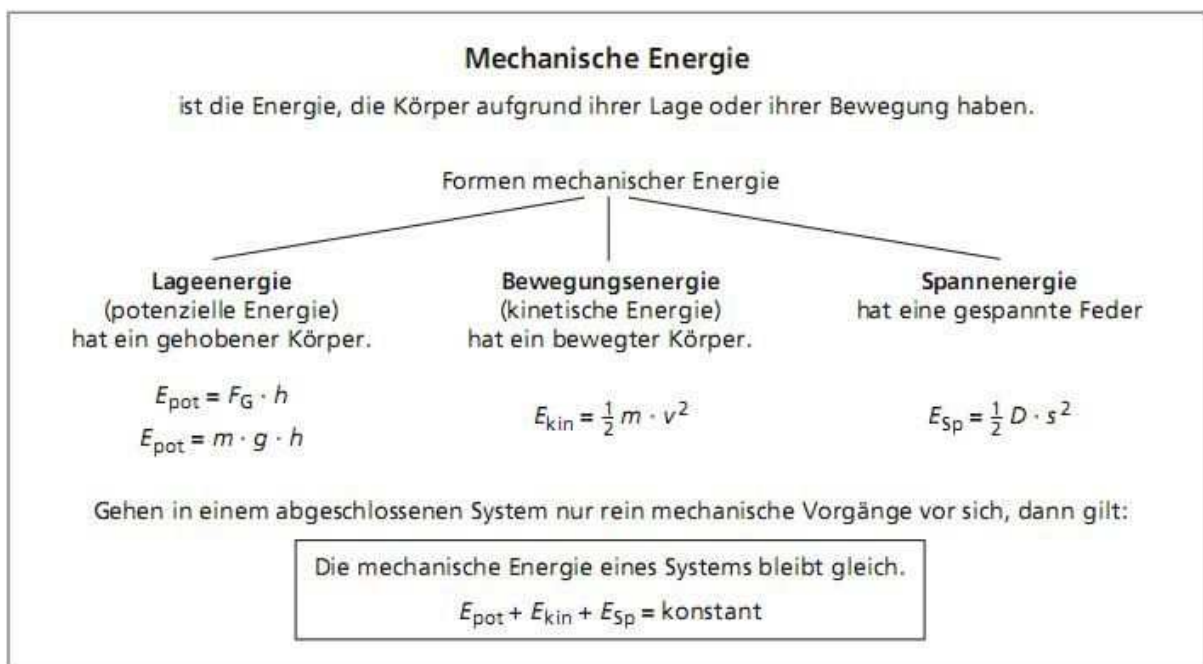 Mechanische Energie
ist die Energie, die Körper aufgrund ihrer Lage oder ihrer Bewegung haben.
Formen mechanischer Energie
Lageenergie
(potenzielle Energie)
hat ein gehobener Körper.
E_pot = F_G · h
E_pot = m · g · h
Bewegungsenergie
(kinetische Energie)
hat ein bewegter Körper.
E_kin = ½ m · v²
Spannenergie
hat eine gespannte Feder
E_Sp = ½ D · s²
Gehen in einem abgeschlossenen System nur rein mechanische Vorgänge vor sich, dann gilt:
Die mechanische Energie eines Systems bleibt gleich.
E_pot + E_kin + E_Sp = konstant